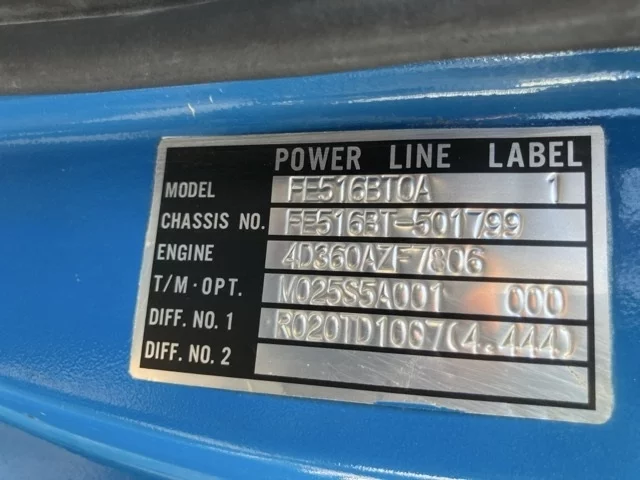 POWER LINE LABEL
MODEL FE516BT0A 1
CHASSIS NO. FE516BT-501799
ENGINE 4D360AZF7806
T/M·OPT. M025S5A001 000
DIFF. NO. 1 R020TD1007(4.444)
DIFF. NO. 2